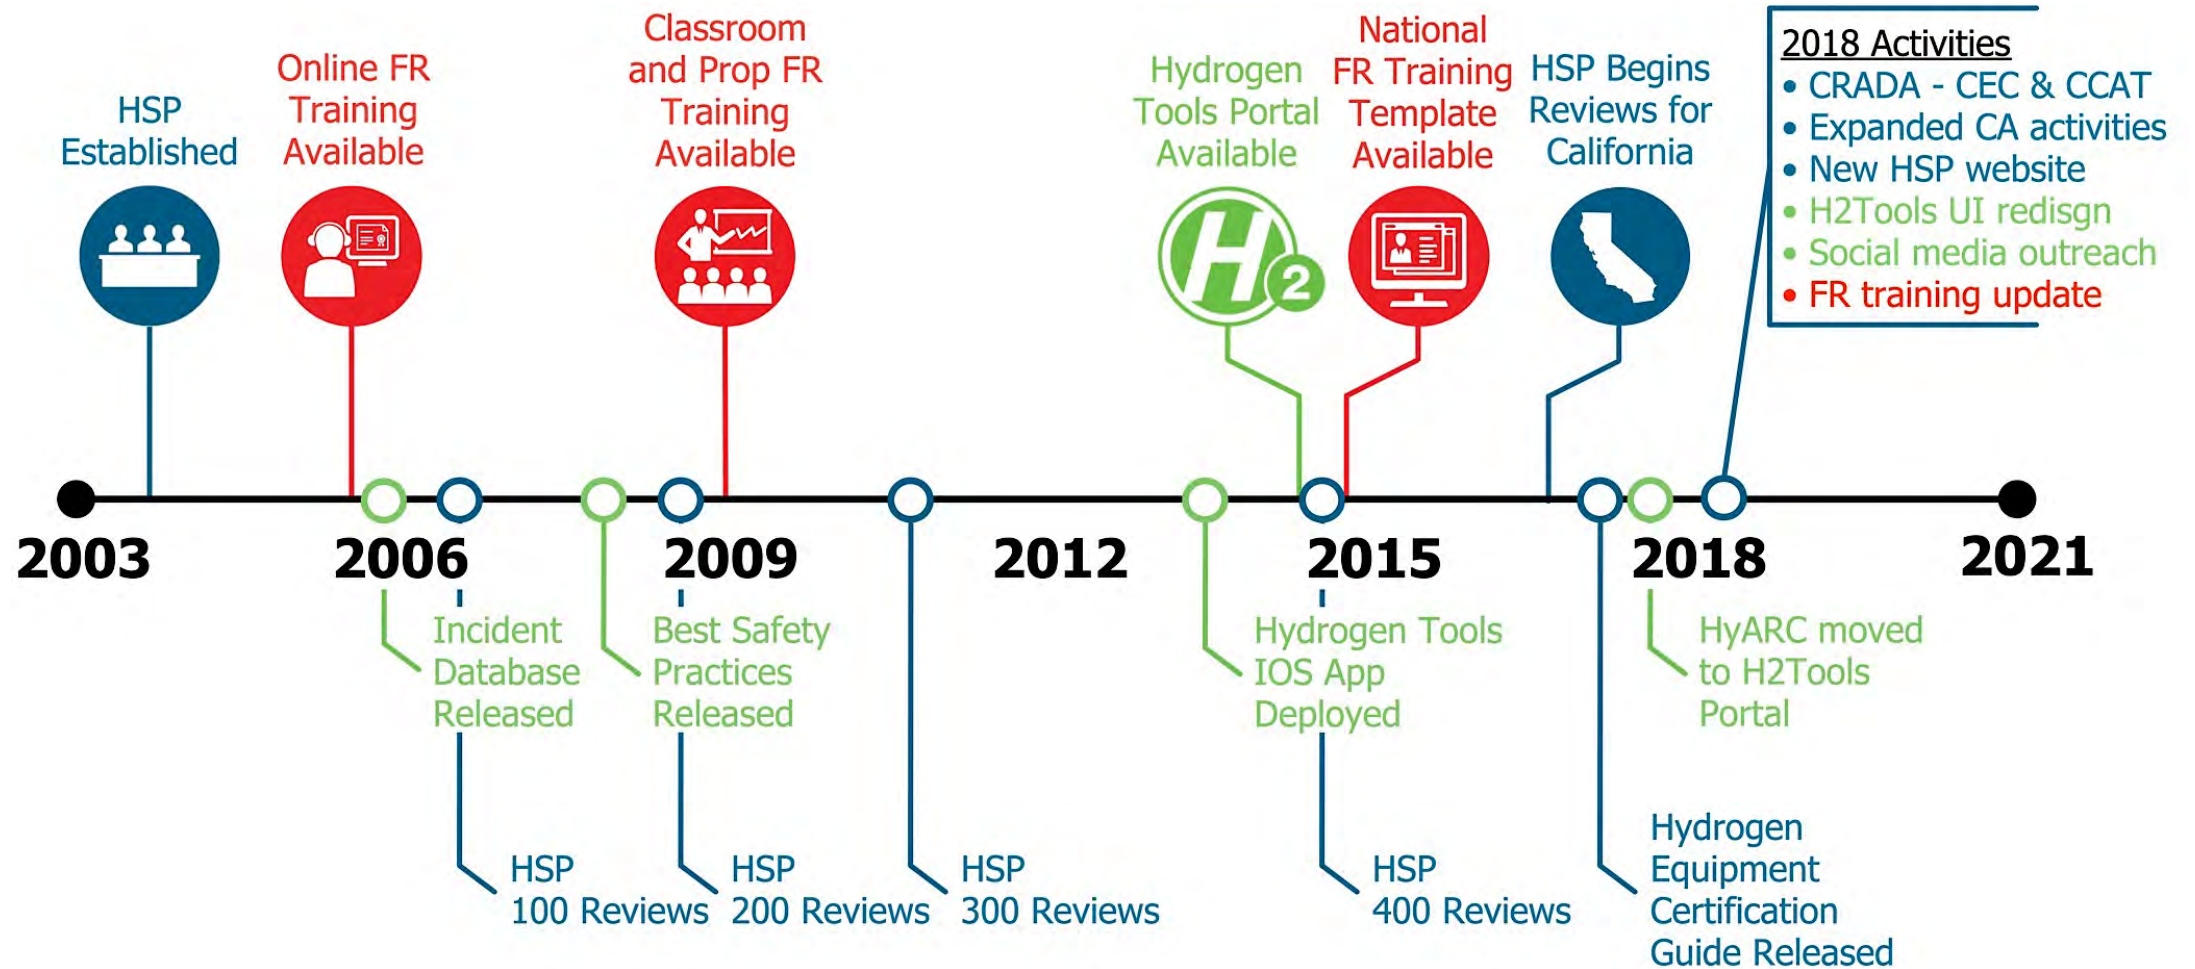 HSP
Established
Online FR
Training
Available
Classroom
and Prop FR
Training
Available
Hydrogen
Tools Portal
Available
H2
National
FR Training
Template
Available
HSP Begins
Reviews for
California
2018 Activities
• CRADA - CEC & CCAT
• Expanded CA activities
• New HSP website
• H2Tools UI redisgn
• Social media outreach
• FR training update
2003
2006
2009
2012
2015
2018
2021
Incident
Database
Released
Best Safety
Practices
Released
Hydrogen Tools
IOS App
Deployed
HyARC moved
to H2Tools
Portal
HSP
100 Reviews
HSP
200 Reviews
HSP
300 Reviews
HSP
400 Reviews
Hydrogen
Equipment
Certification
Guide Released